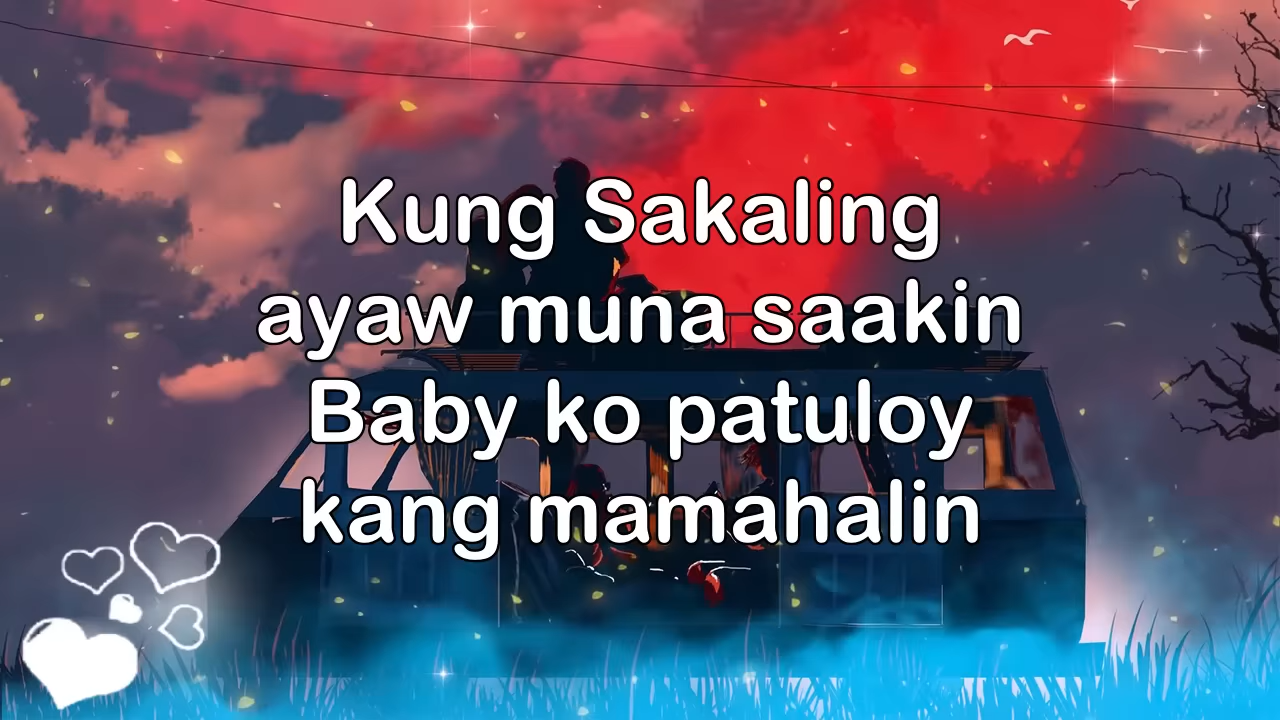 Kung Sakaling
ayaw muna saakin
Baby ko patuloy
kang mamahalin